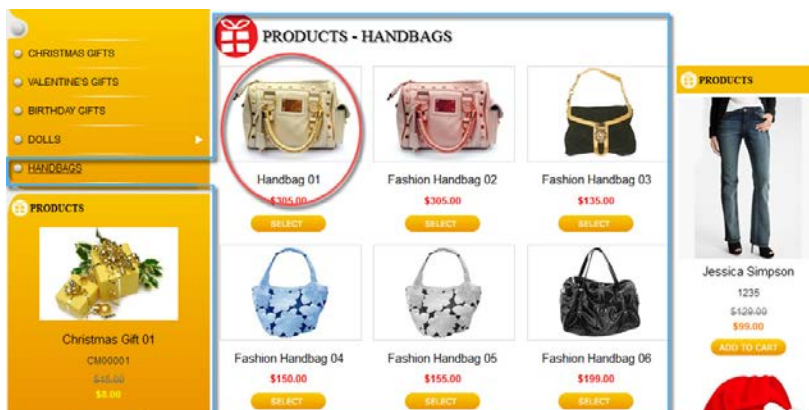 CHRISTMAS GIFTS
VALENTINE'S GIFTS
BIRTHDAY GIFTS
DOLLS
HANDBAGS
PRODUCTS
Christmas Gift 01
CM00001
$15.00
$8.00
PRODUCTS - HANDBAGS
Handbag 01
Fashion Handbag 02
Fashion Handbag 03
$305.00
$305.00
$135.00
SELECT
SELECT
SELECT
Fashion Handbag 04
Fashion Handbag 05
Fashion Handbag 06
$150.00
$155.00
$199.00
SELECT
SELECT
SELECT
PRODUCTS
Jessica Simpson
1235
$129.00
$99.00
ADD TO CART